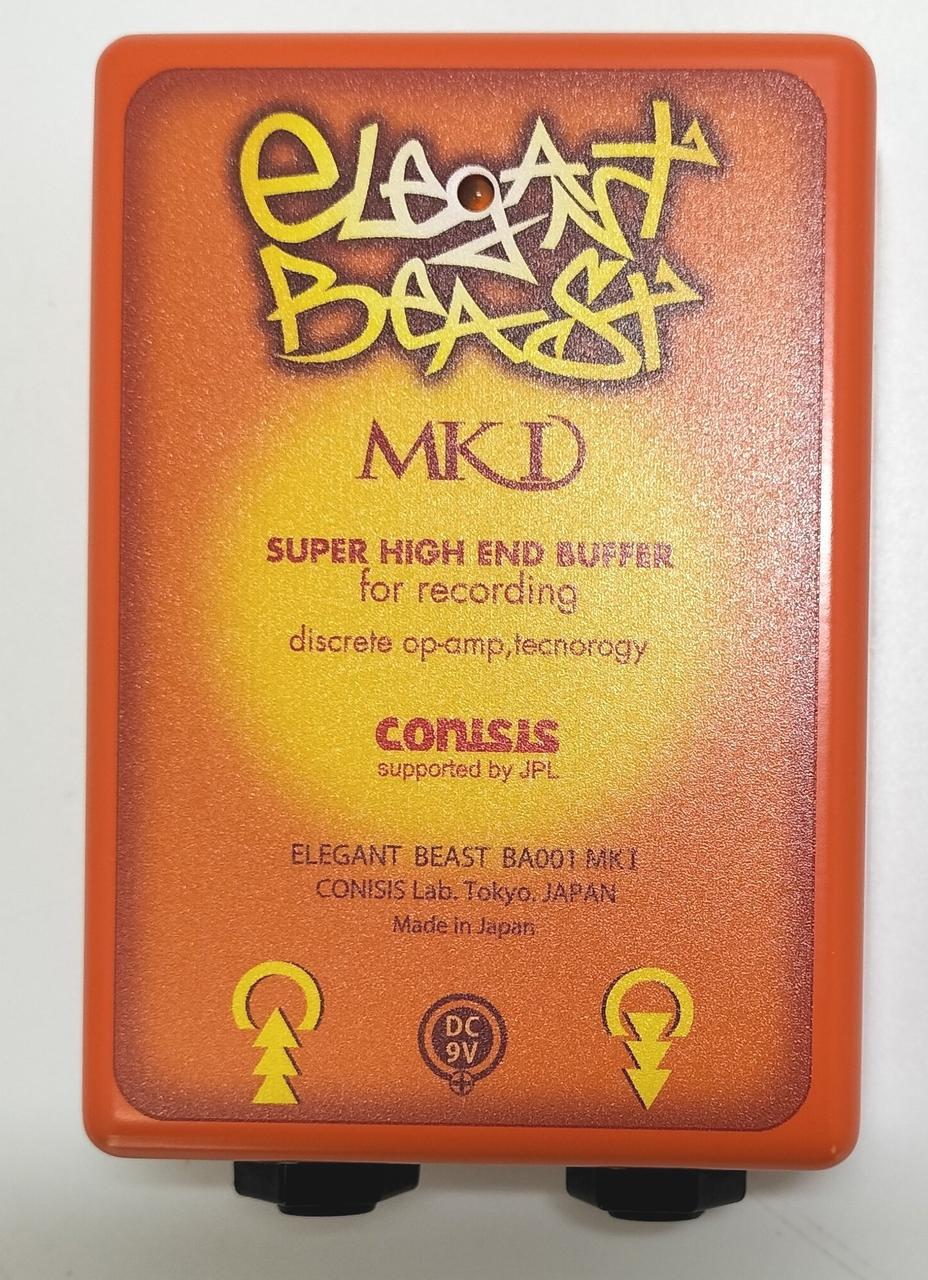 eLegAnt
BeASt
MK I
SUPER HIGH END BUFFER
for recording
discrete op-amp,tecnorogy
conisis
supported by JPL
ELEGANT BEAST BA001 MK I
CONISIS Lab. Tokyo. JAPAN
Made in Japan
DC
9V